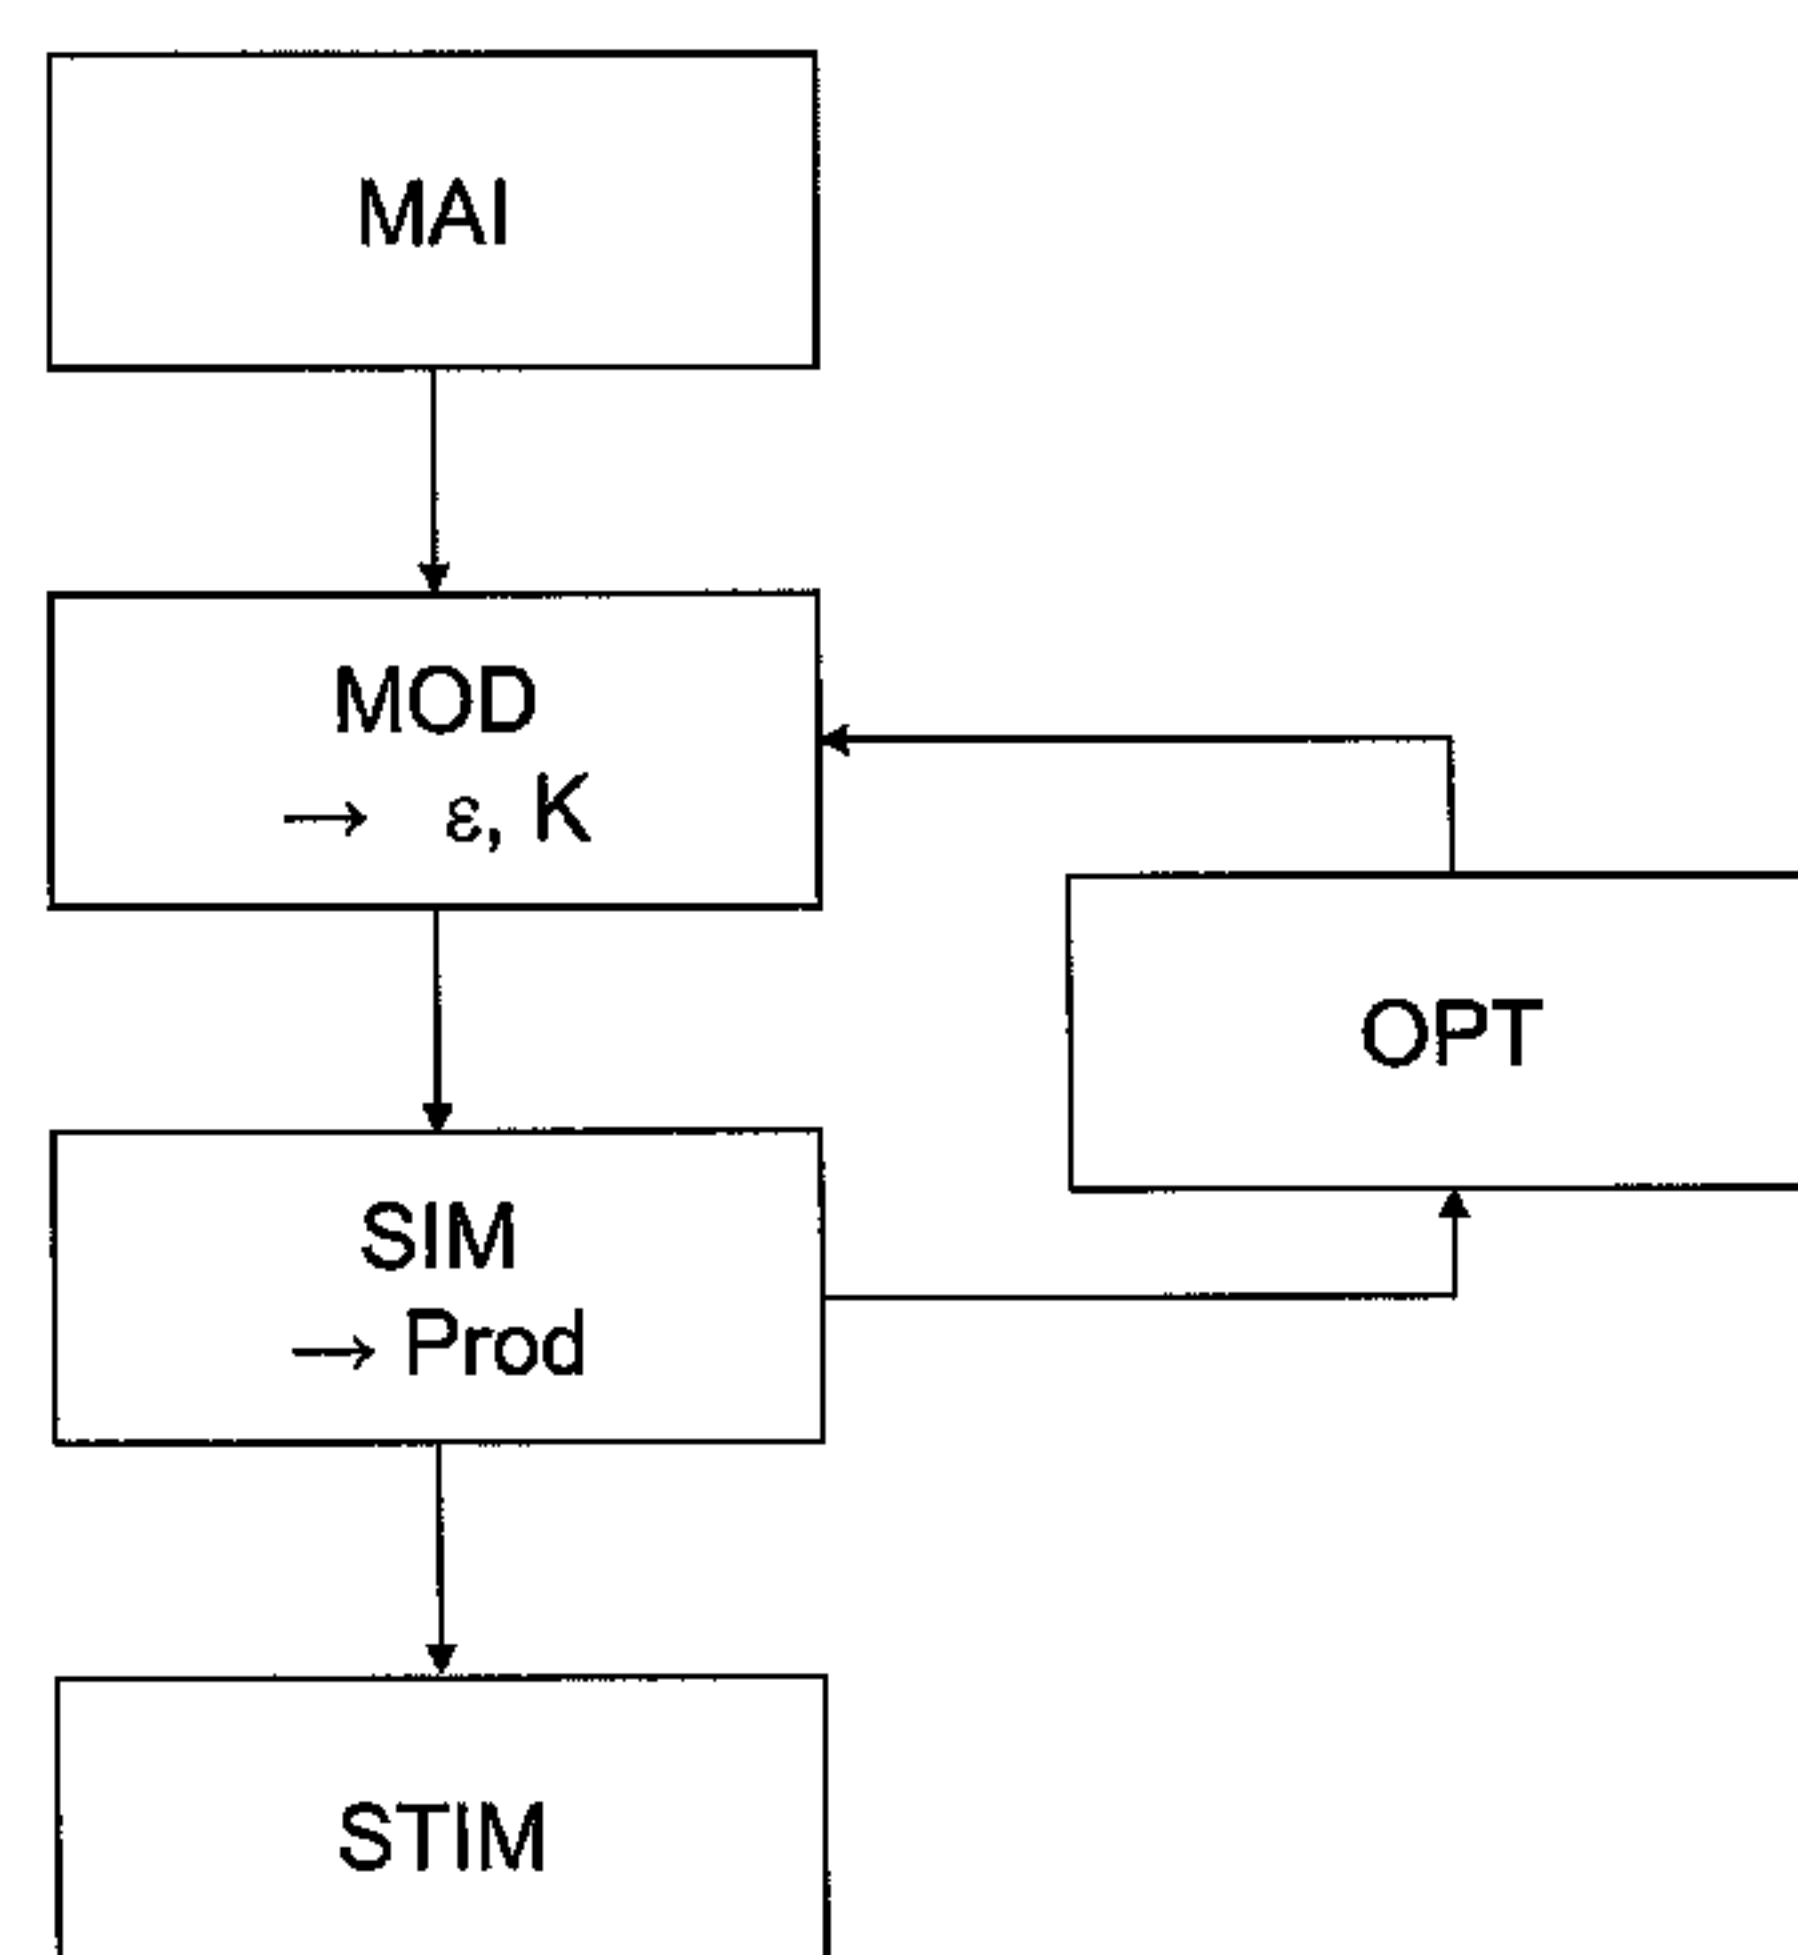 MAI
MOD
→ ε, K
OPT
SIM
→ Prod
STIM